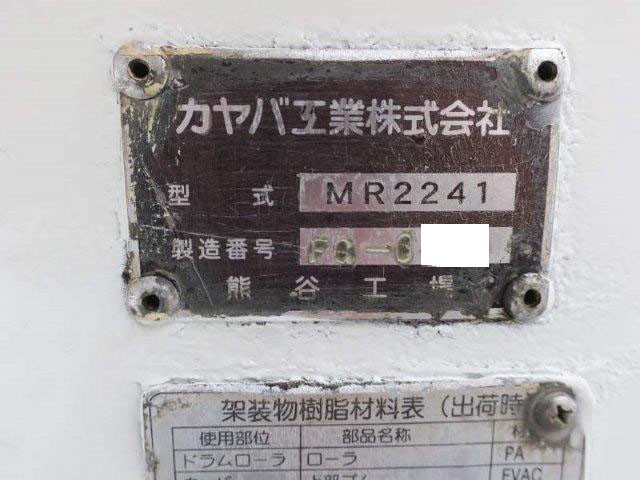 カヤバ工業株式会社
型式 MR2241
製造番号
熊谷工場
架装物樹脂材料表（出荷時
使用部位 部品名称 材
ドラムローラ ローラ PA
EVAC